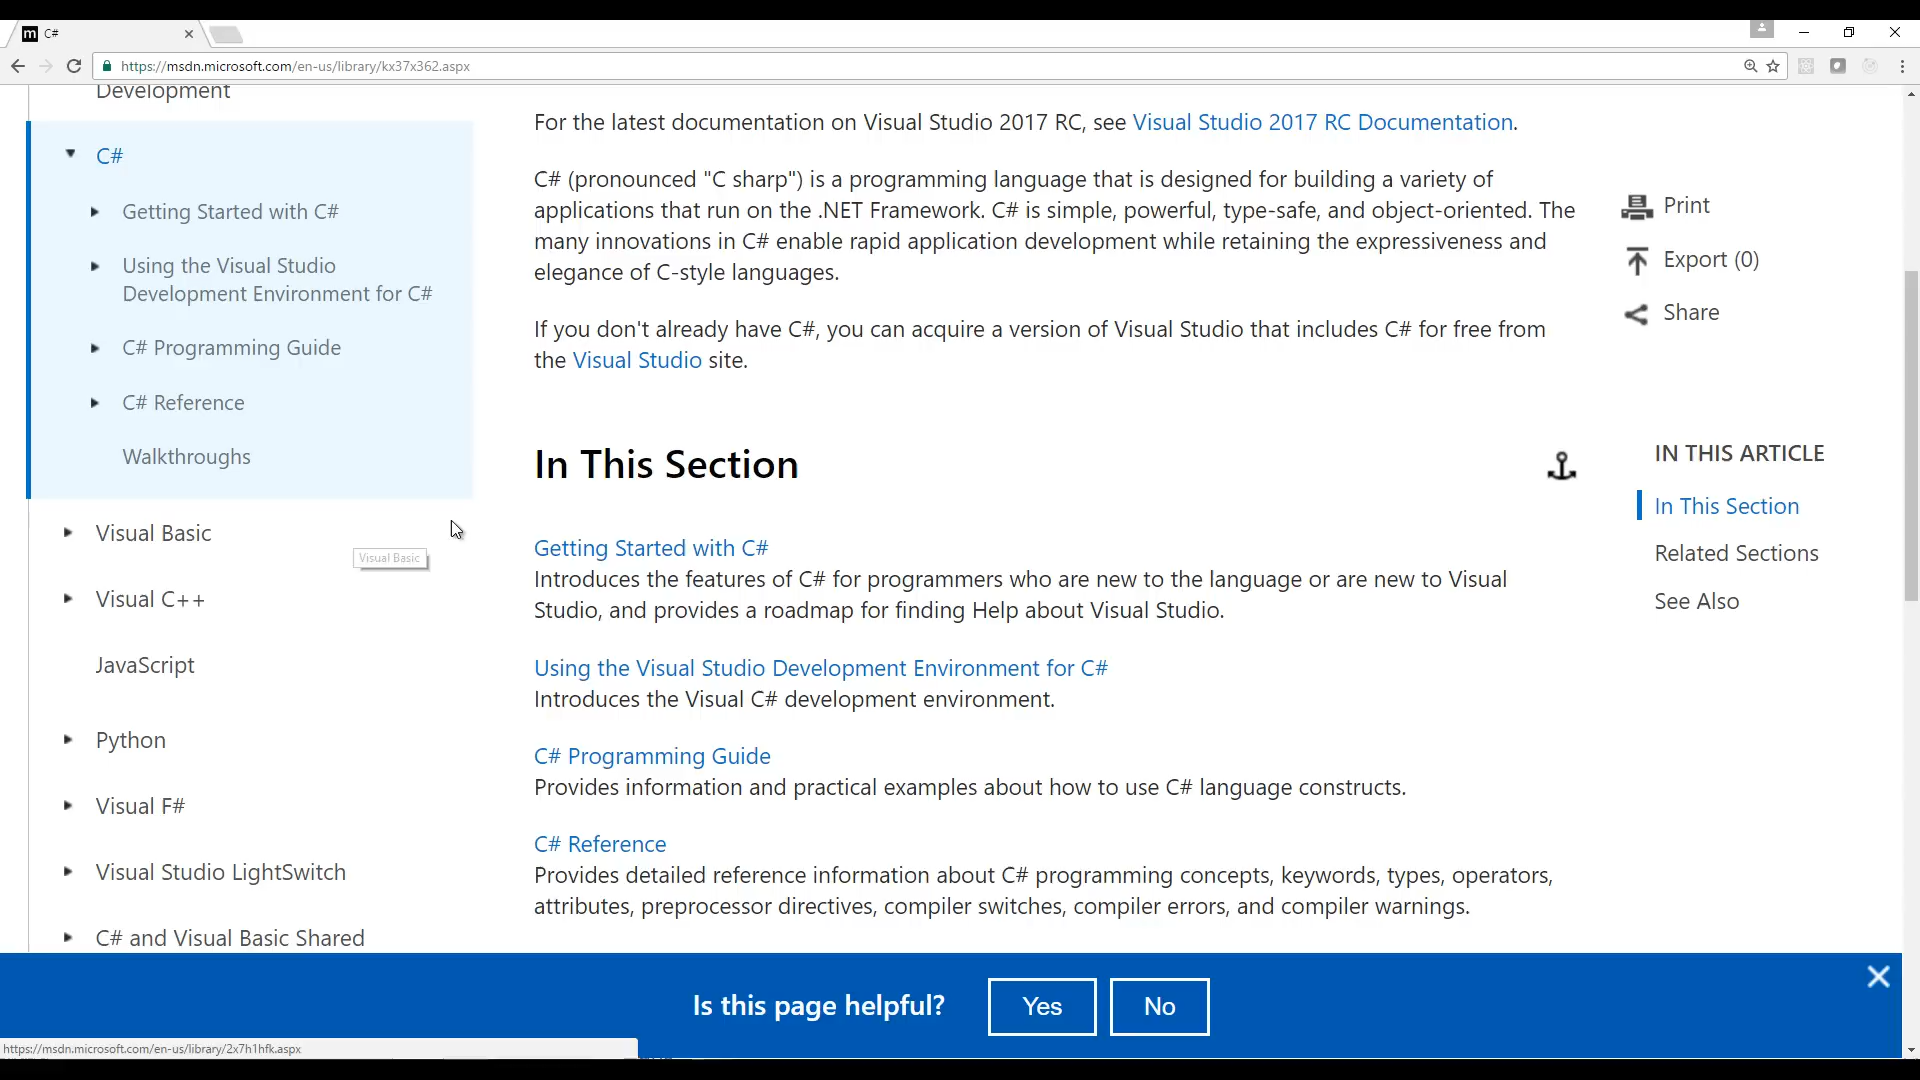 m C#
https://msdn.microsoft.com/en-us/library/kx37x362.aspx
Development
C#
Getting Started with C#
Using the Visual Studio
Development Environment for C#
C# Programming Guide
C# Reference
Walkthroughs
Visual Basic
Visual Basic
Visual C++
JavaScript
Python
Visual F#
Visual Studio LightSwitch
C# and Visual Basic Shared
For the latest documentation on Visual Studio 2017 RC, see Visual Studio 2017 RC Documentation.
C# (pronounced "C sharp") is a programming language that is designed for building a variety of
applications that run on the .NET Framework. C# is simple, powerful, type-safe, and object-oriented. The
many innovations in C# enable rapid application development while retaining the expressiveness and
elegance of C-style languages.
If you don't already have C#, you can acquire a version of Visual Studio that includes C# for free from
the Visual Studio site.
In This Section
Getting Started with C#
Introduces the features of C# for programmers who are new to the language or are new to Visual
Studio, and provides a roadmap for finding Help about Visual Studio.
Using the Visual Studio Development Environment for C#
Introduces the Visual C# development environment.
C# Programming Guide
Provides information and practical examples about how to use C# language constructs.
C# Reference
Provides detailed reference information about C# programming concepts, keywords, types, operators,
attributes, preprocessor directives, compiler switches, compiler errors, and compiler warnings.
Print
Export (0)
Share
IN THIS ARTICLE
In This Section
Related Sections
See Also
Is this page helpful?
Yes
No
https://msdn.microsoft.com/en-us/library/2x7h1hfk.aspx